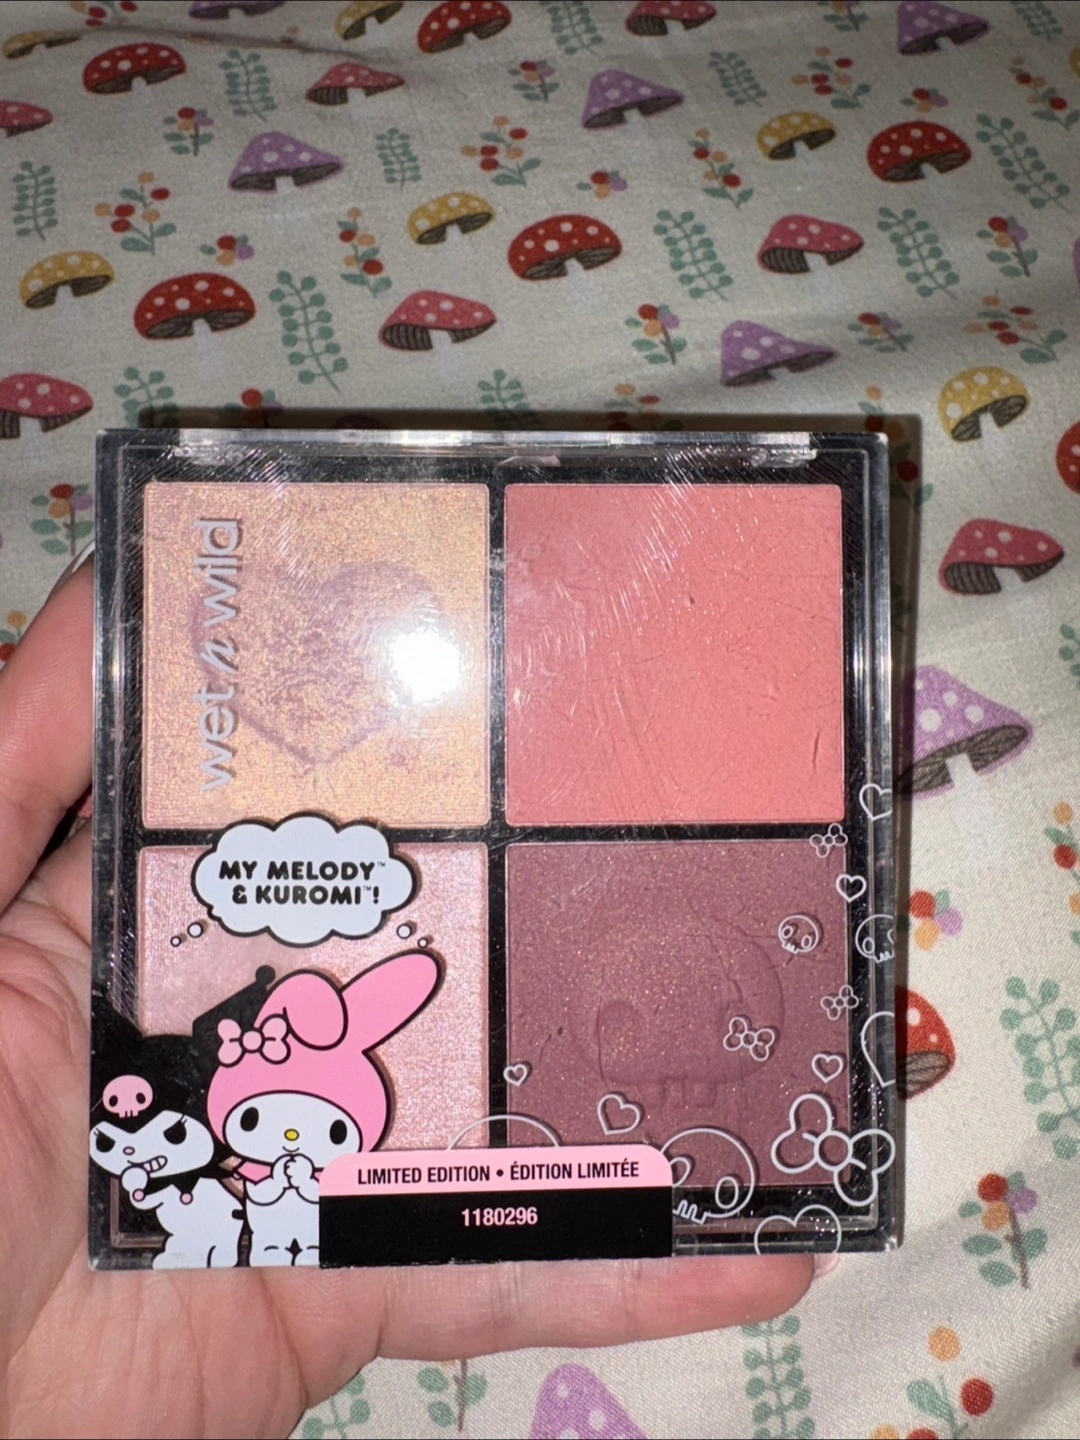 wet n wild
MY MELODY™
& KUROMI™!
LIMITED EDITION • ÉDITION LIMITÉE
1180296